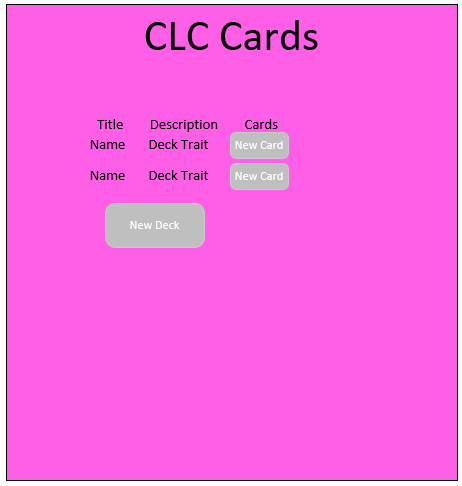 CLC Cards
Title Description Cards
Name Deck Trait New Card
Name Deck Trait New Card
New Deck